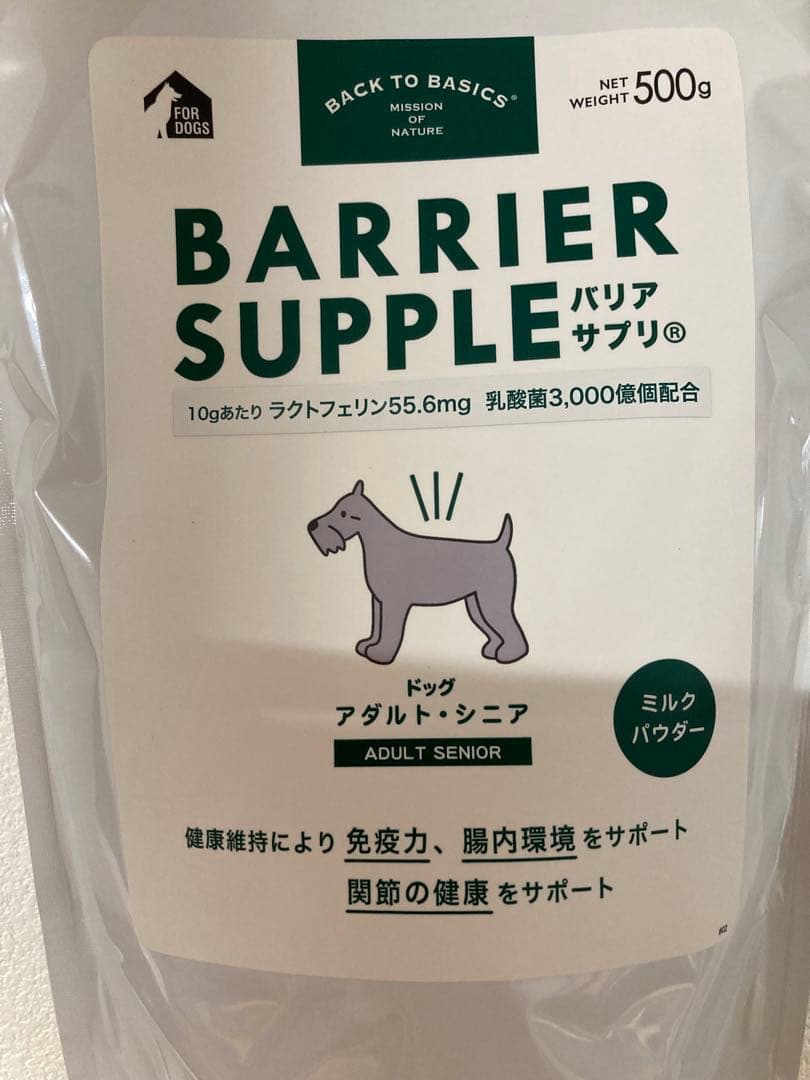 FOR
DOGS
BACK TO BASICS®
MISSION
OF
NATURE
NET
WEIGHT 500g
BARRIER
SUPPLE
バリア
サプリ®
10gあたり ラクトフェリン55.6mg 乳酸菌3,000億個配合
ドッグ
アダルト・シニア
ADULT SENIOR
ミルク
パウダー
健康維持により 免疫力、腸内環境をサポート
関節の健康をサポート